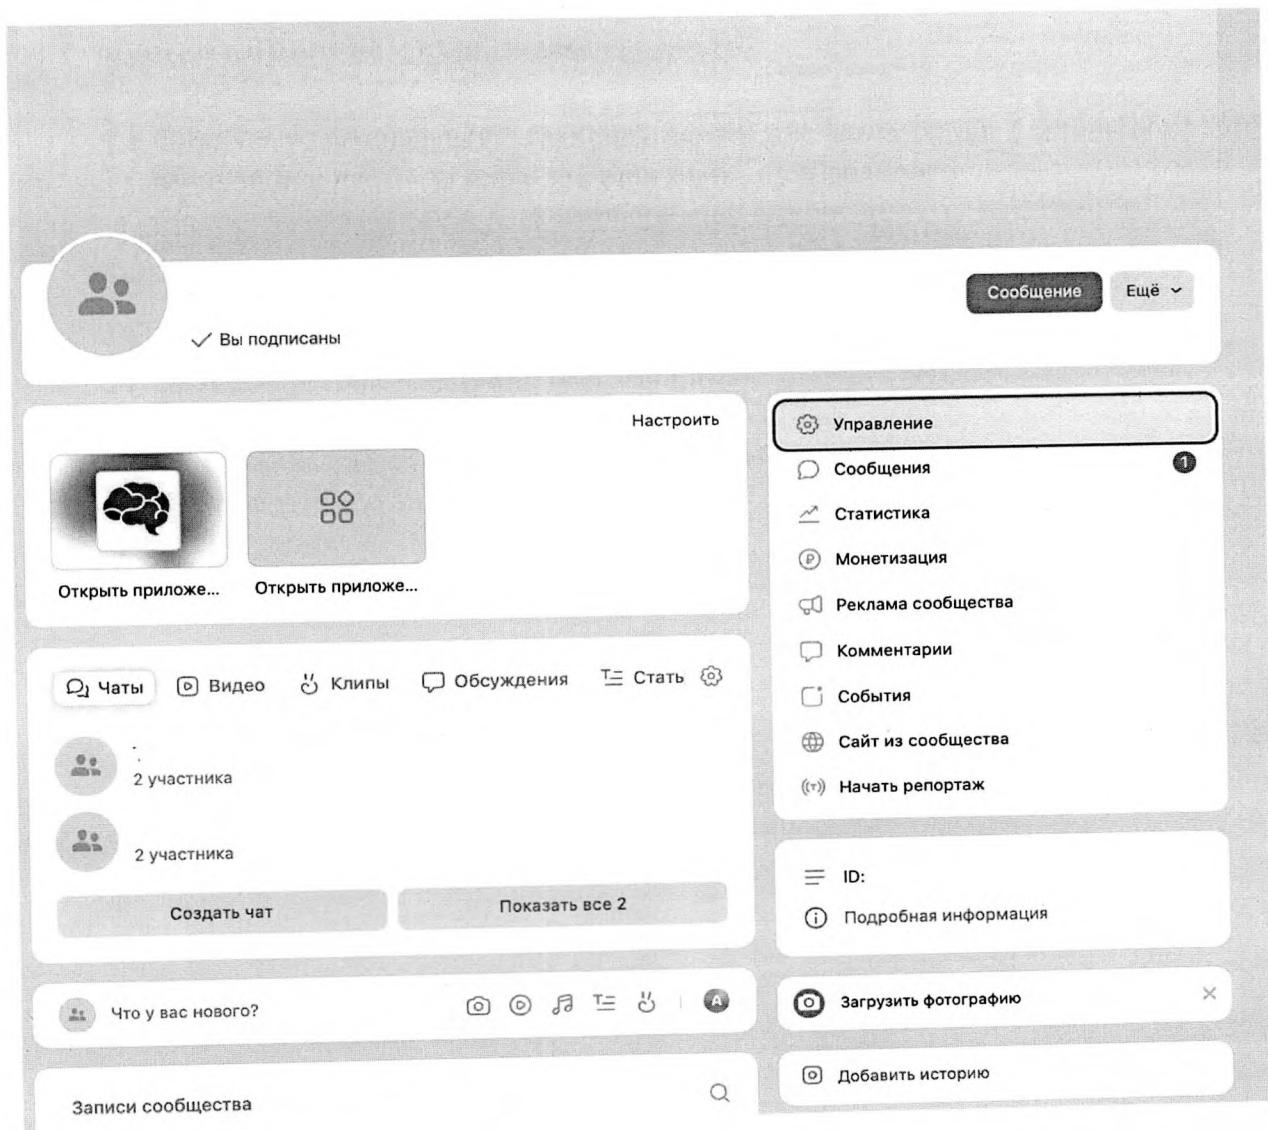 Сообщение
Ещё
Вы подписаны
Настроить
Открыть приложе...
Открыть приложе...
Чаты
Видео
Клипы
Обсуждения
Стать
2 участника
2 участника
Создать чат
Показать все 2
Что у вас нового?
A
Записи сообщества
Управление
Сообщения
1
Статистика
Монетизация
Реклама сообщества
Комментарии
События
Сайт из сообщества
Начать репортаж
ID:
Подробная информация
Загрузить фотографию
Добавить историю